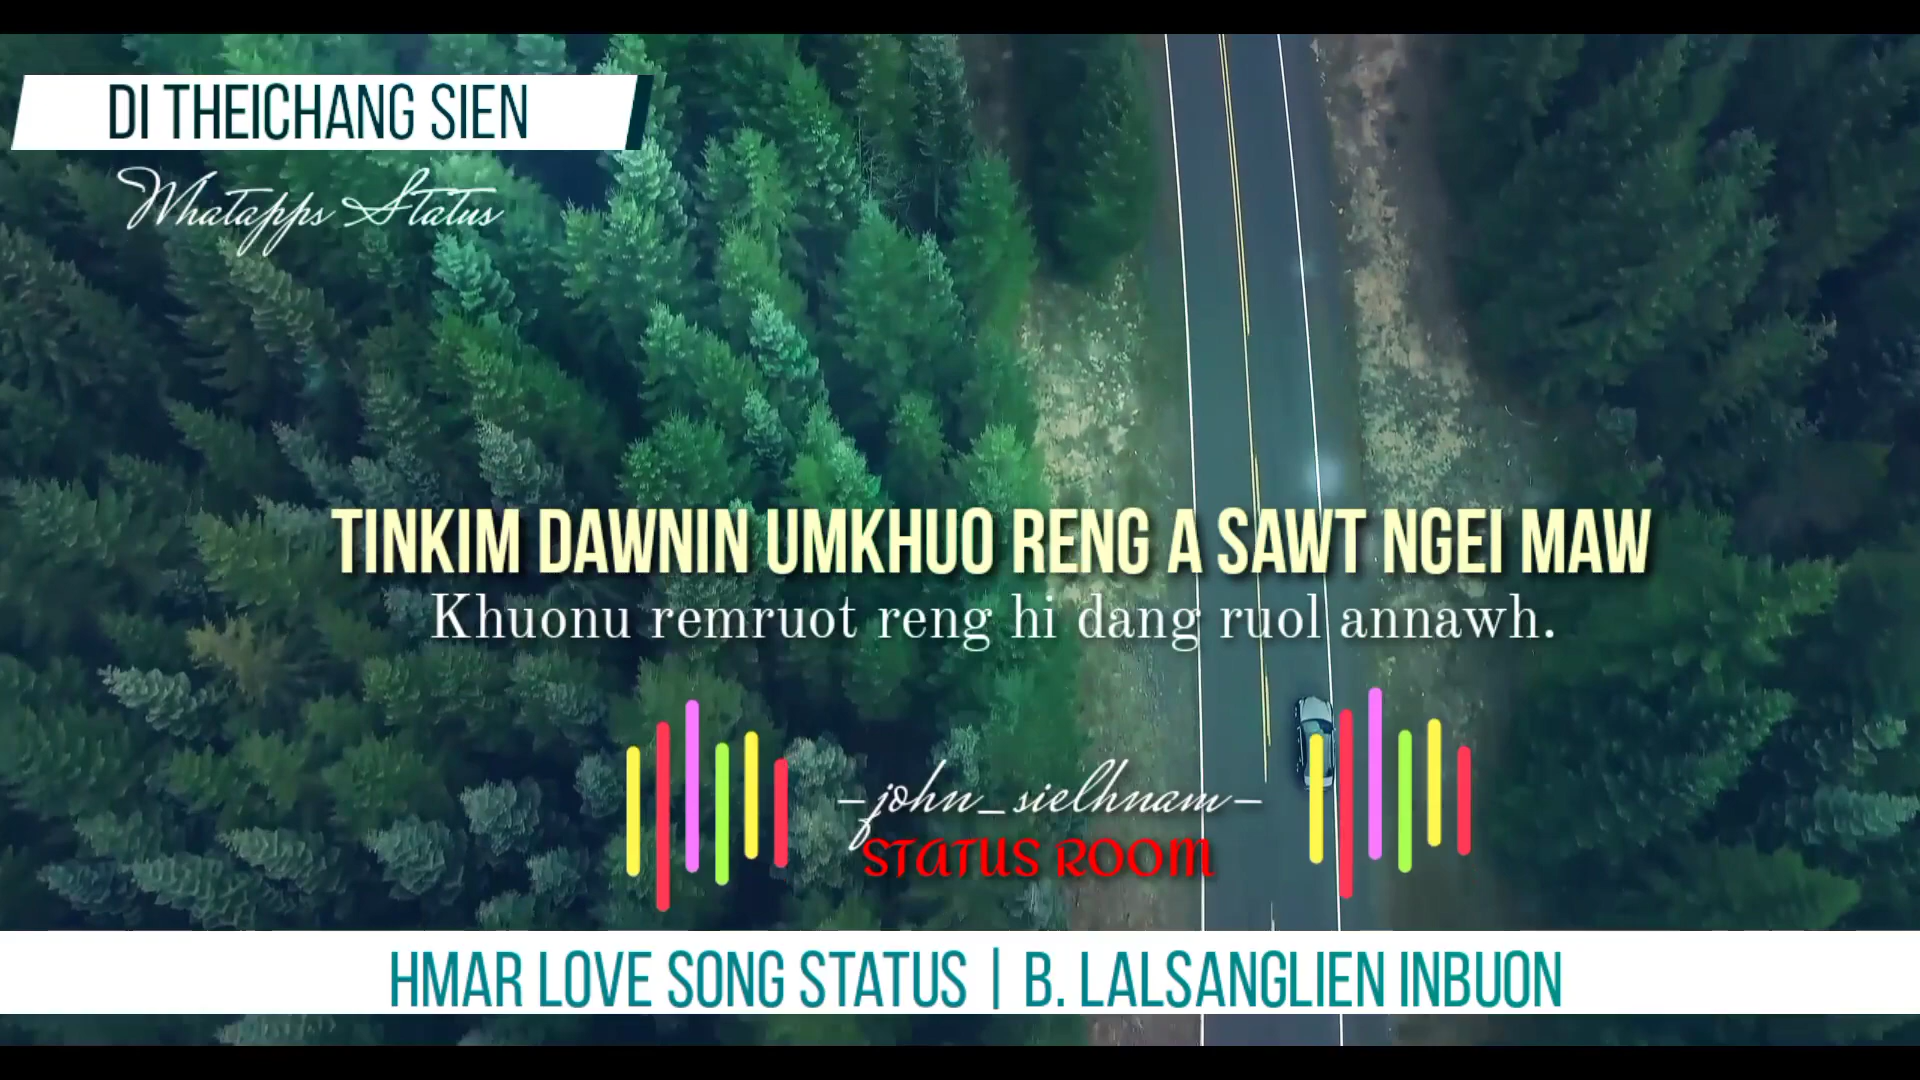 DI THEICHANG SIEN
Whatapps Status
TINKIM DAWNIN UMKHUO RENG A SAWT NGEI MAW
Khuonu remruot reng hi dang ruol annawh.
-john_sielhnam-
STATUS ROOM
HMAR LOVE SONG STATUS | B. LALSANGLIEN INBUON